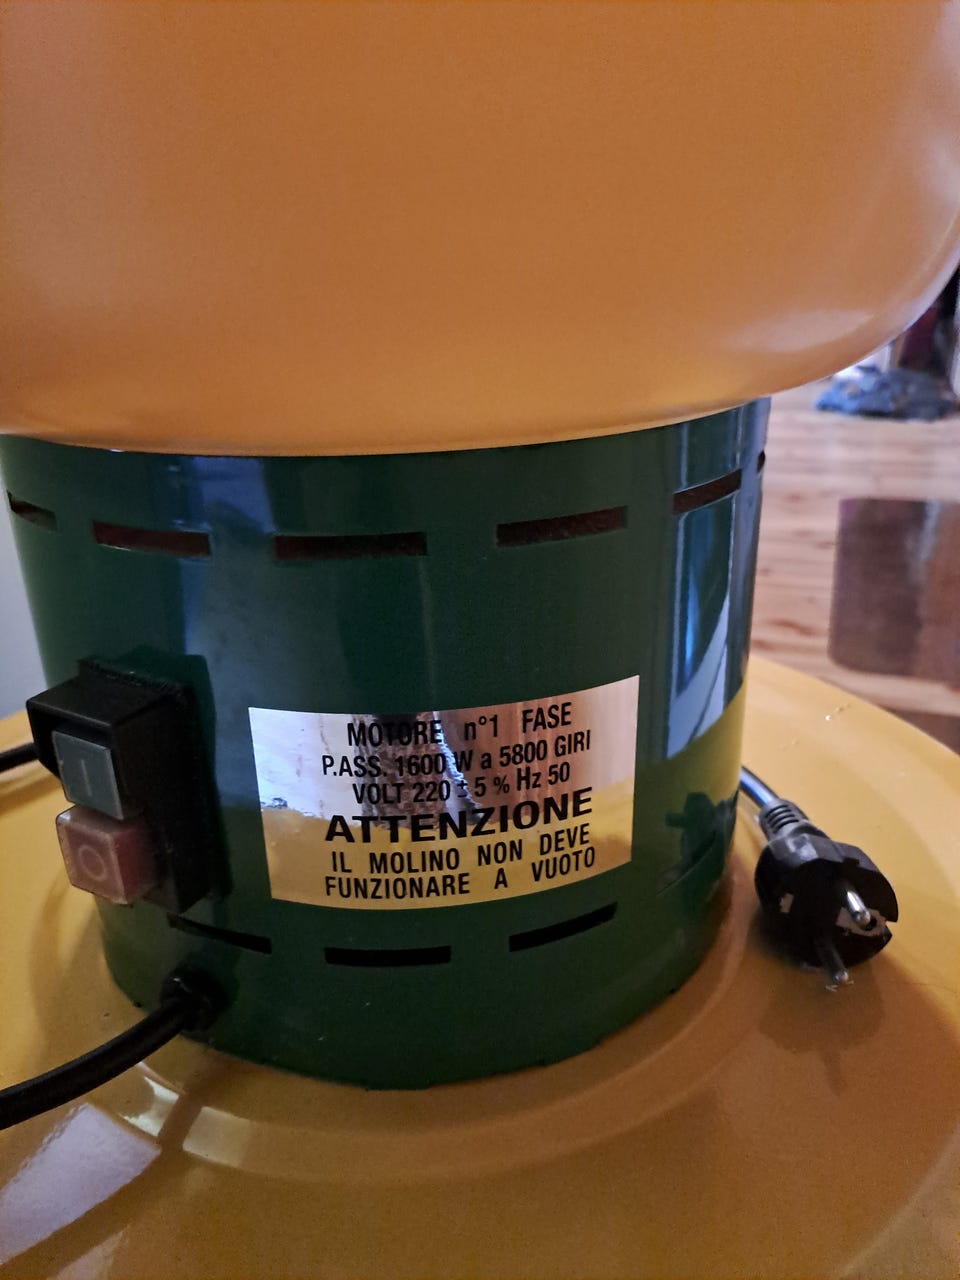 MOTORE n°1 FASE
P.ASS. 1600 W a 5800 GIRI
VOLT 220 ± 5 % Hz 50
ATTENZIONE
IL MOLINO NON DEVE
FUNZIONARE A VUOTO
I
O